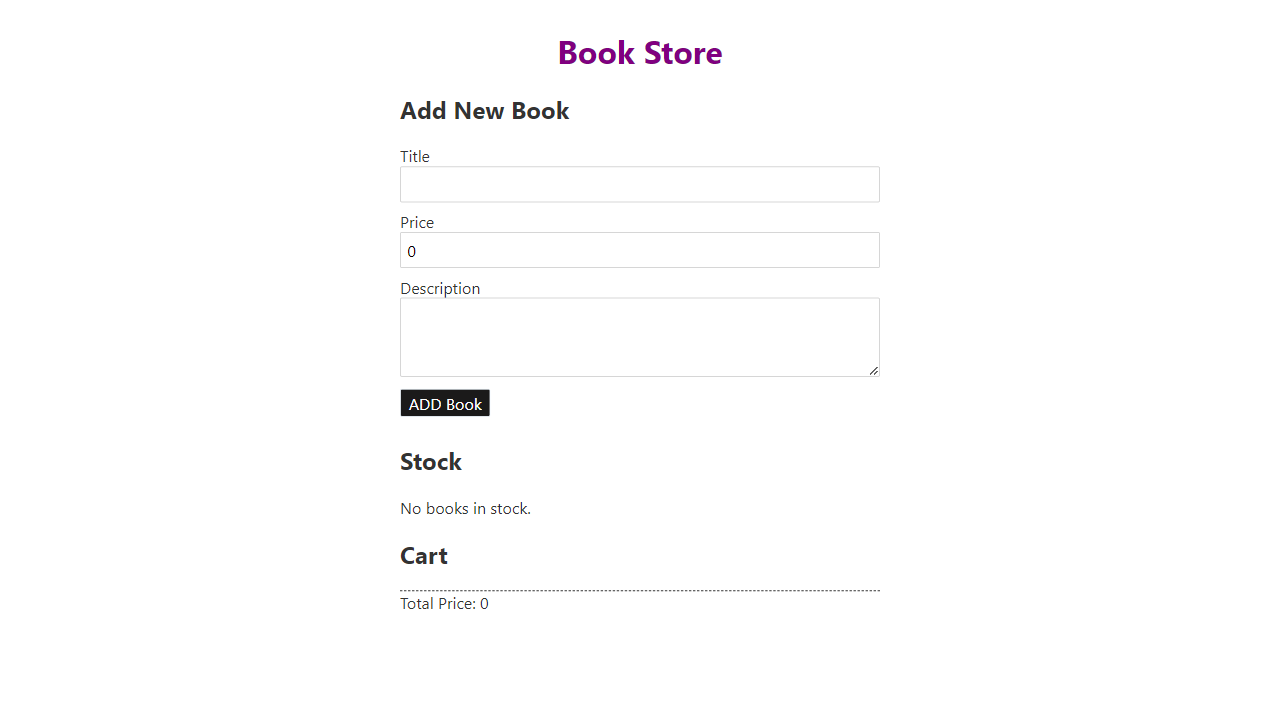 Book Store
Add New Book
Title
Price
0
Description
ADD Book
Stock
No books in stock.
Cart
Total Price: 0